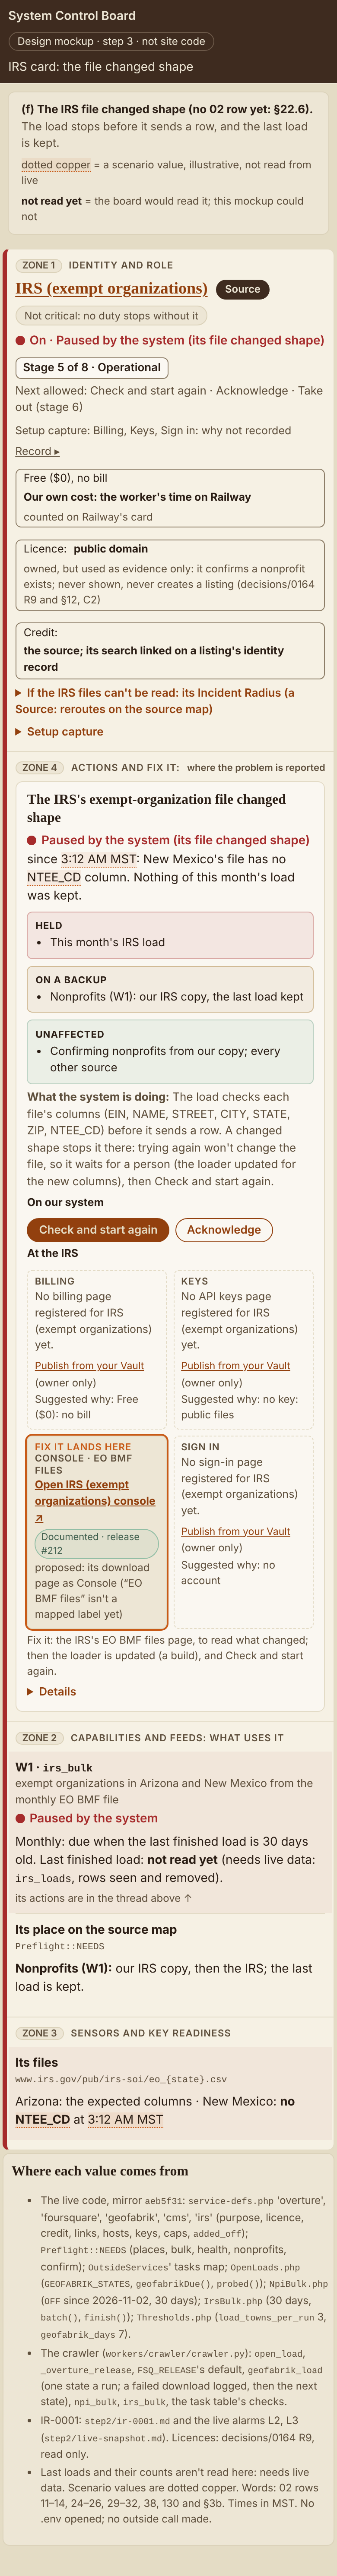 System Control Board
Design mockup · step 3 · not site code
IRS card: the file changed shape
(f) The IRS file changed shape (no 02 row yet: §22.6).
The load stops before it sends a row, and the last load
is kept.
dotted copper = a scenario value, illustrative, not read from
live
not read yet = the board would read it; this mockup could
not
ZONE 1 IDENTITY AND ROLE
IRS (exempt organizations) Source
Not critical: no duty stops without it
On · Paused by the system (its file changed shape)
Stage 5 of 8 · Operational
Next allowed: Check and start again · Acknowledge · Take
out (stage 6)
Setup capture: Billing, Keys, Sign in: why not recorded
Record ▸
Free ($0), no bill
Our own cost: the worker's time on Railway
counted on Railway's card
Licence: public domain
owned, but used as evidence only: it confirms a nonprofit
exists; never shown, never creates a listing (decisions/0164
R9 and §12, C2)
Credit:
the source; its search linked on a listing's identity
record
▸ If the IRS files can't be read: its Incident Radius (a
Source: reroutes on the source map)
▸ Setup capture
ZONE 4 ACTIONS AND FIX IT: where the problem is reported
The IRS's exempt-organization file changed
shape
Paused by the system (its file changed shape)
since 3:12 AM MST: New Mexico's file has no
NTEE_CD column. Nothing of this month's load
was kept.
HELD
• This month's IRS load
ON A BACKUP
• Nonprofits (W1): our IRS copy, the last load kept
UNAFFECTED
• Confirming nonprofits from our copy; every
other source
What the system is doing: The load checks each
file's columns (EIN, NAME, STREET, CITY, STATE,
ZIP, NTEE_CD) before it sends a row. A changed
shape stops it there: trying again won't change the
file, so it waits for a person (the loader updated for
the new columns), then Check and start again.
On our system
Check and start again Acknowledge
At the IRS
BILLING
No billing page
registered for IRS
(exempt organizations)
yet.
Publish from your Vault
(owner only)
Suggested why: Free
($0): no bill
KEYS
No API keys page
registered for IRS
(exempt organizations)
yet.
Publish from your Vault
(owner only)
Suggested why: no key:
public files
FIX IT LANDS HERE
CONSOLE · EO BMF
FILES
Open IRS (exempt
organizations) console
↗
Documented · release
#212
proposed: its download
page as Console (“EO
BMF files” isn't a
mapped label yet)
SIGN IN
No sign-in page
registered for IRS
(exempt organizations)
yet.
Publish from your Vault
(owner only)
Suggested why: no
account
Fix it: the IRS's EO BMF files page, to read what changed;
then the loader is updated (a build), and Check and start
again.
▸ Details
ZONE 2 CAPABILITIES AND FEEDS: WHAT USES IT
W1 · irs_bulk
exempt organizations in Arizona and New Mexico from the
monthly EO BMF file
Paused by the system
Monthly: due when the last finished load is 30 days
old. Last finished load: not read yet (needs live data:
irs_loads, rows seen and removed).
its actions are in the thread above ↑
Its place on the source map
Preflight::NEEDS
Nonprofits (W1): our IRS copy, then the IRS; the last
load is kept.
ZONE 3 SENSORS AND KEY READINESS
Its files
www.irs.gov/pub/irs-soi/eo_{state}.csv
Arizona: the expected columns · New Mexico: no
NTEE_CD at 3:12 AM MST
Where each value comes from
• The live code, mirror aeb5f31: service-defs.php 'overture',
'foursquare', 'geofabrik', 'cms', 'irs' (purpose, licence,
credit, links, hosts, keys, caps, added_off);
Preflight::NEEDS (places, bulk, health, nonprofits,
confirm); OutsideServices' tasks map; OpenLoads.php
(GEOFABRIK_STATES, geofabrikDue(), probed()); NpiBulk.php
(OFF since 2026-11-02, 30 days); IrsBulk.php (30 days,
batch(), finish()); Thresholds.php (load_towns_per_run 3,
geofabrik_days 7).
• The crawler (workers/crawler/crawler.py): open_load,
_overture_release, FSQ_RELEASE's default, geofabrik_load
(one state a run; a failed download logged, then the next
state), npi_bulk, irs_bulk, the task table's checks.
• IR-0001: step2/ir-0001.md and the live alarms L2, L3
(step2/live-snapshot.md). Licences: decisions/0164 R9,
read only.
• Last loads and their counts aren't read here: needs live
data. Scenario values are dotted copper. Words: 02 rows
11–14, 24–26, 29–32, 38, 130 and §3b. Times in MST. No
.env opened; no outside call made.